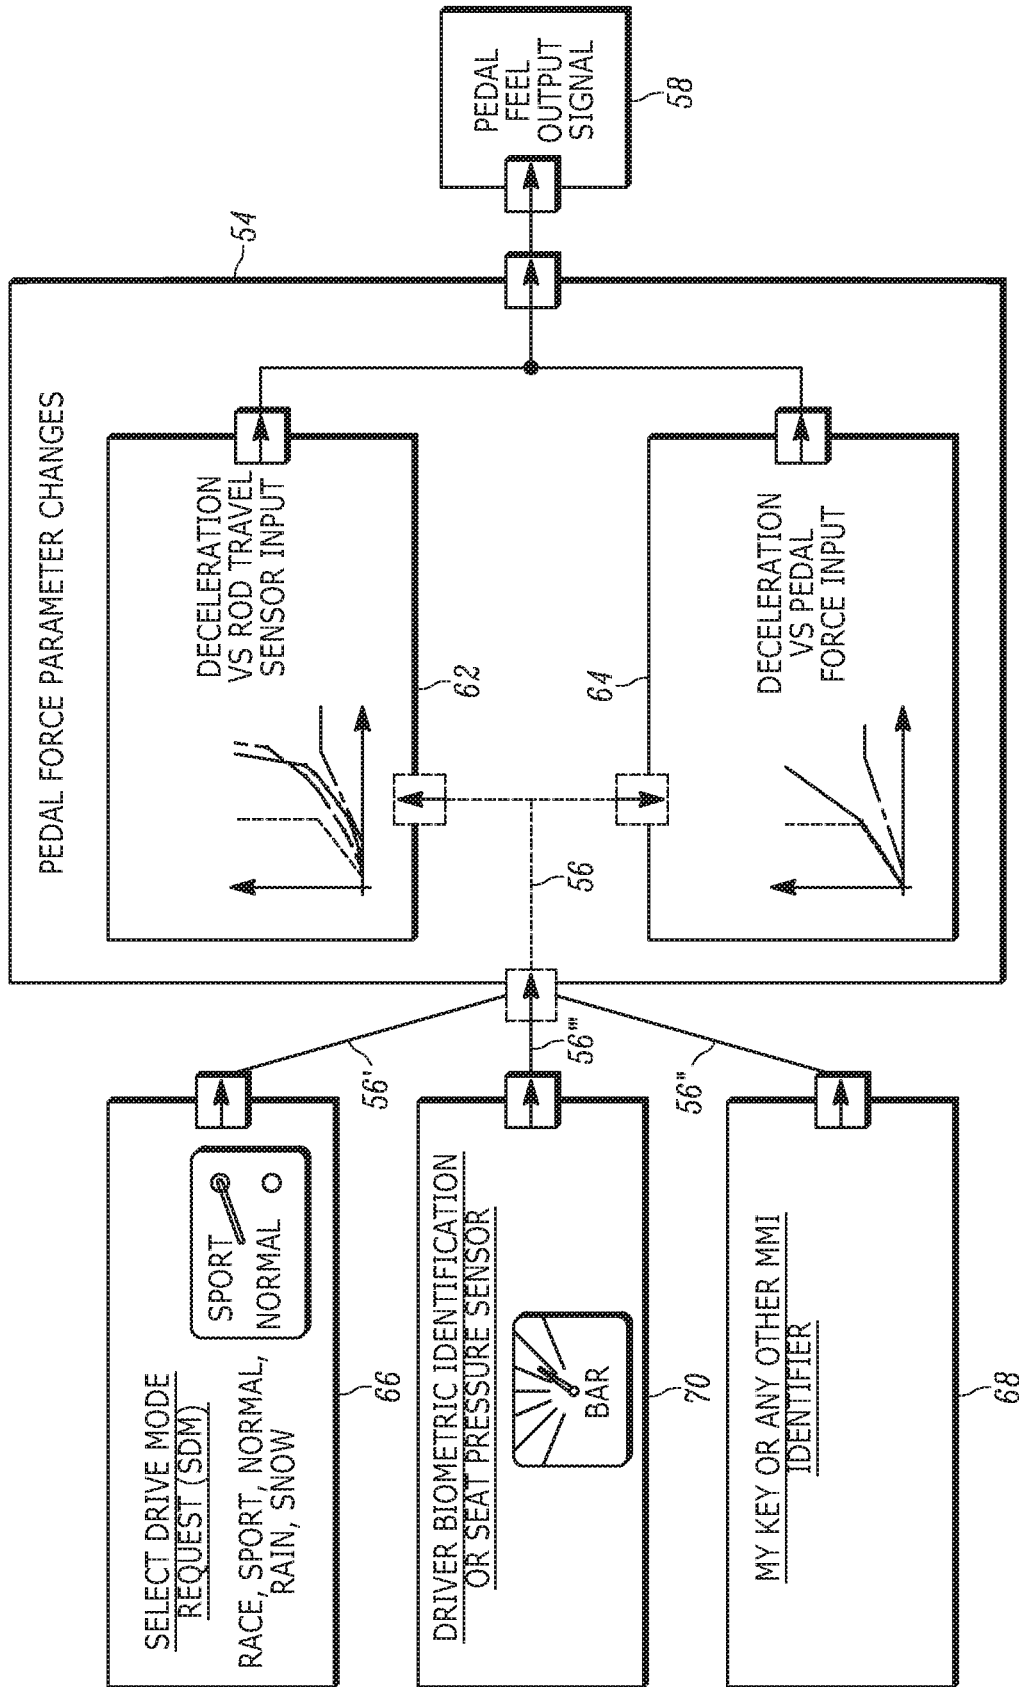 SELECT DRIVE MODE
REQUEST (SDM)
RACE, SPORT, NORMAL,
RAIN, SNOW
SPORT
NORMAL
66
56'
DRIVER BIOMETRIC IDENTIFICATION
OR SEAT PRESSURE SENSOR
BAR
70
56'''
MY KEY OR ANY OTHER MMI
IDENTIFIER
68
56''
PEDAL FORCE PARAMETER CHANGES
54
DECELERATION
VS ROD TRAVEL
SENSOR INPUT
62
56
64
DECELERATION
VS PEDAL
FORCE INPUT
PEDAL
FEEL
OUTPUT
SIGNAL
58